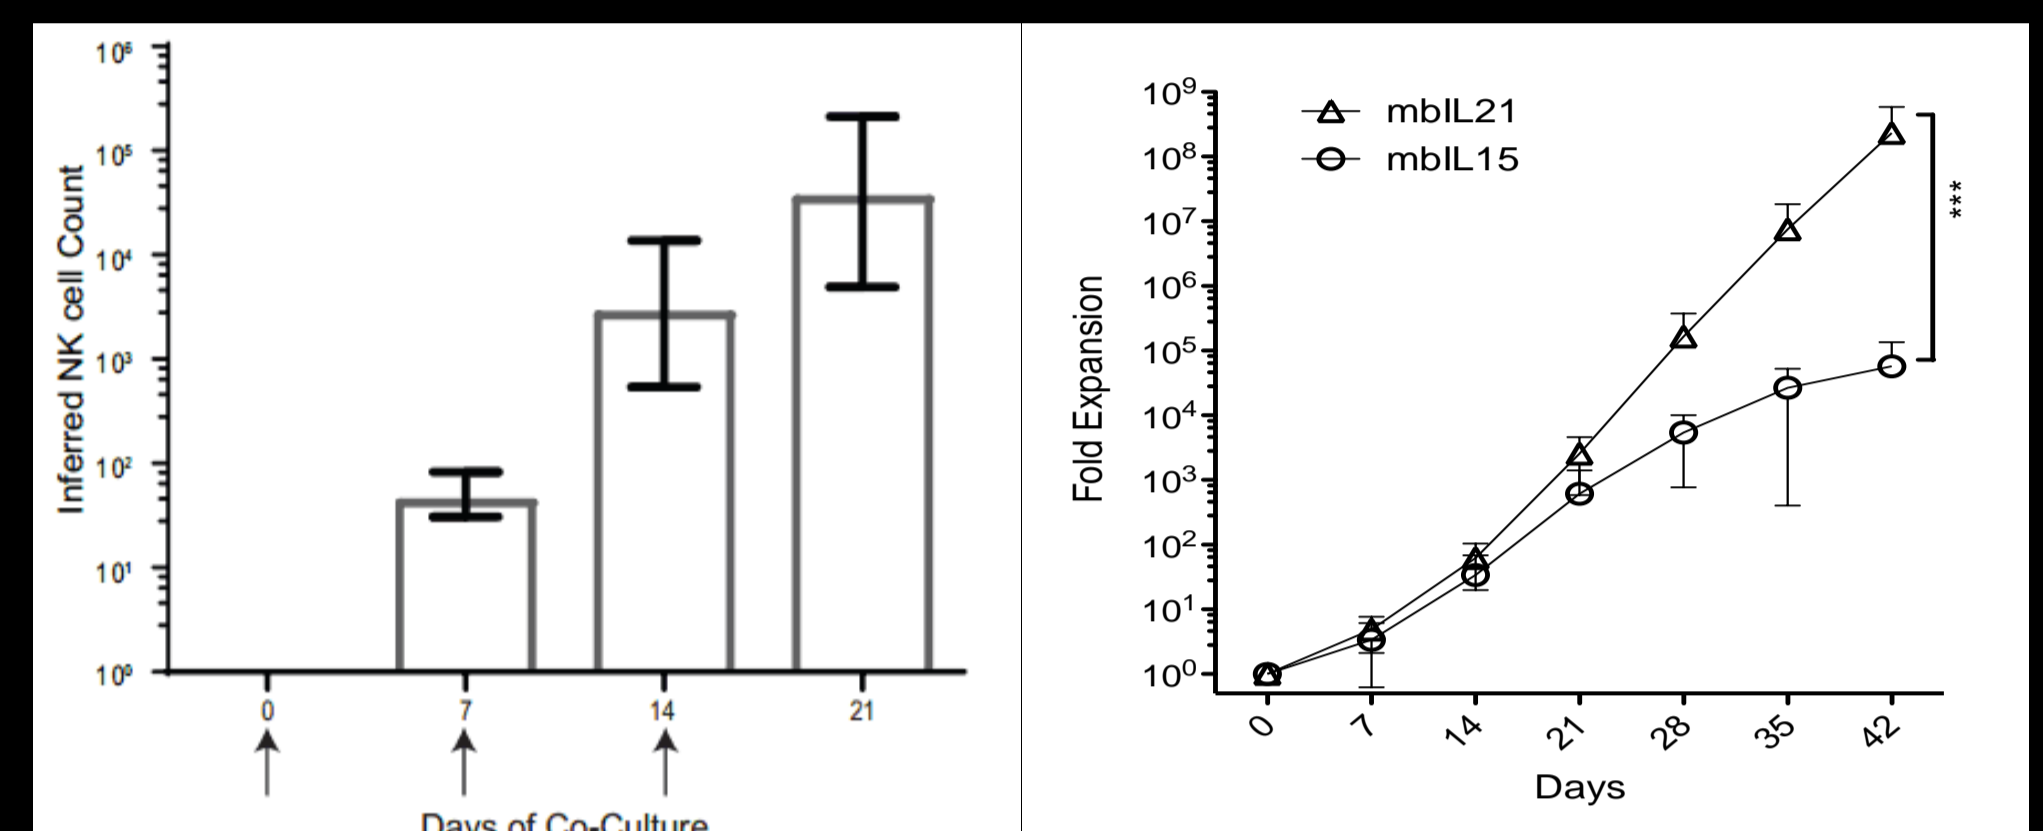 10⁶
10⁵
10⁴
10³
10²
10¹
10⁰
Inferred NK cell Count
0 7 14 21
Days of Co-Culture
mbIL21
mbIL15
10⁹
10⁸
10⁷
10⁶
10⁵
10⁴
10³
10²
10¹
10⁰
Fold Expansion
***
0 7 14 21 28 35 42
Days